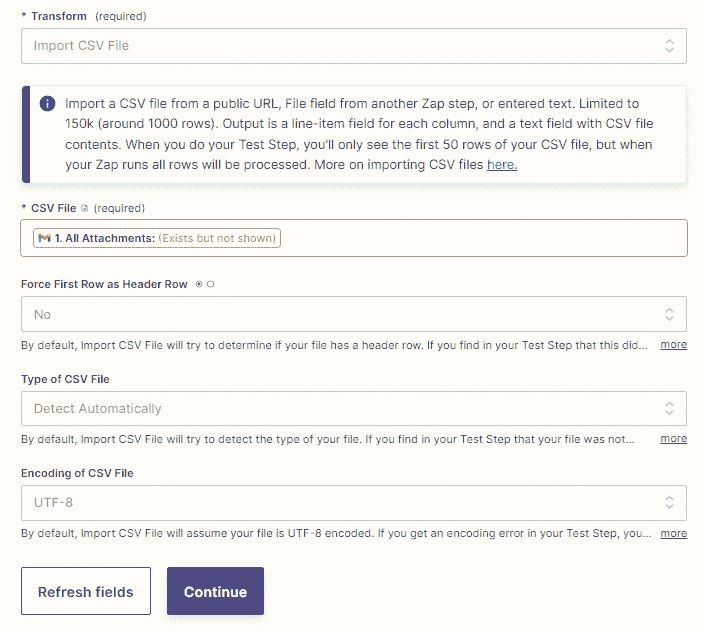 * Transform (required)
Import CSV File
Import a CSV file from a public URL, File field from another Zap step, or entered text. Limited to
150k (around 1000 rows). Output is a line-item field for each column, and a text field with CSV file
contents. When you do your Test Step, you'll only see the first 50 rows of your CSV file, but when
your Zap runs all rows will be processed. More on importing CSV files here.
* CSV File (required)
1. All Attachments: (Exists but not shown)
Force First Row as Header Row
No
By default, Import CSV File will try to determine if your file has a header row. If you find in your Test Step that this did... more
Type of CSV File
Detect Automatically
By default, Import CSV File will try to detect the type of your file. If you find in your Test Step that your file was not... more
Encoding of CSV File
UTF-8
By default, Import CSV File will assume your file is UTF-8 encoded. If you get an encoding error in your Test Step, you... more
Refresh fields Continue